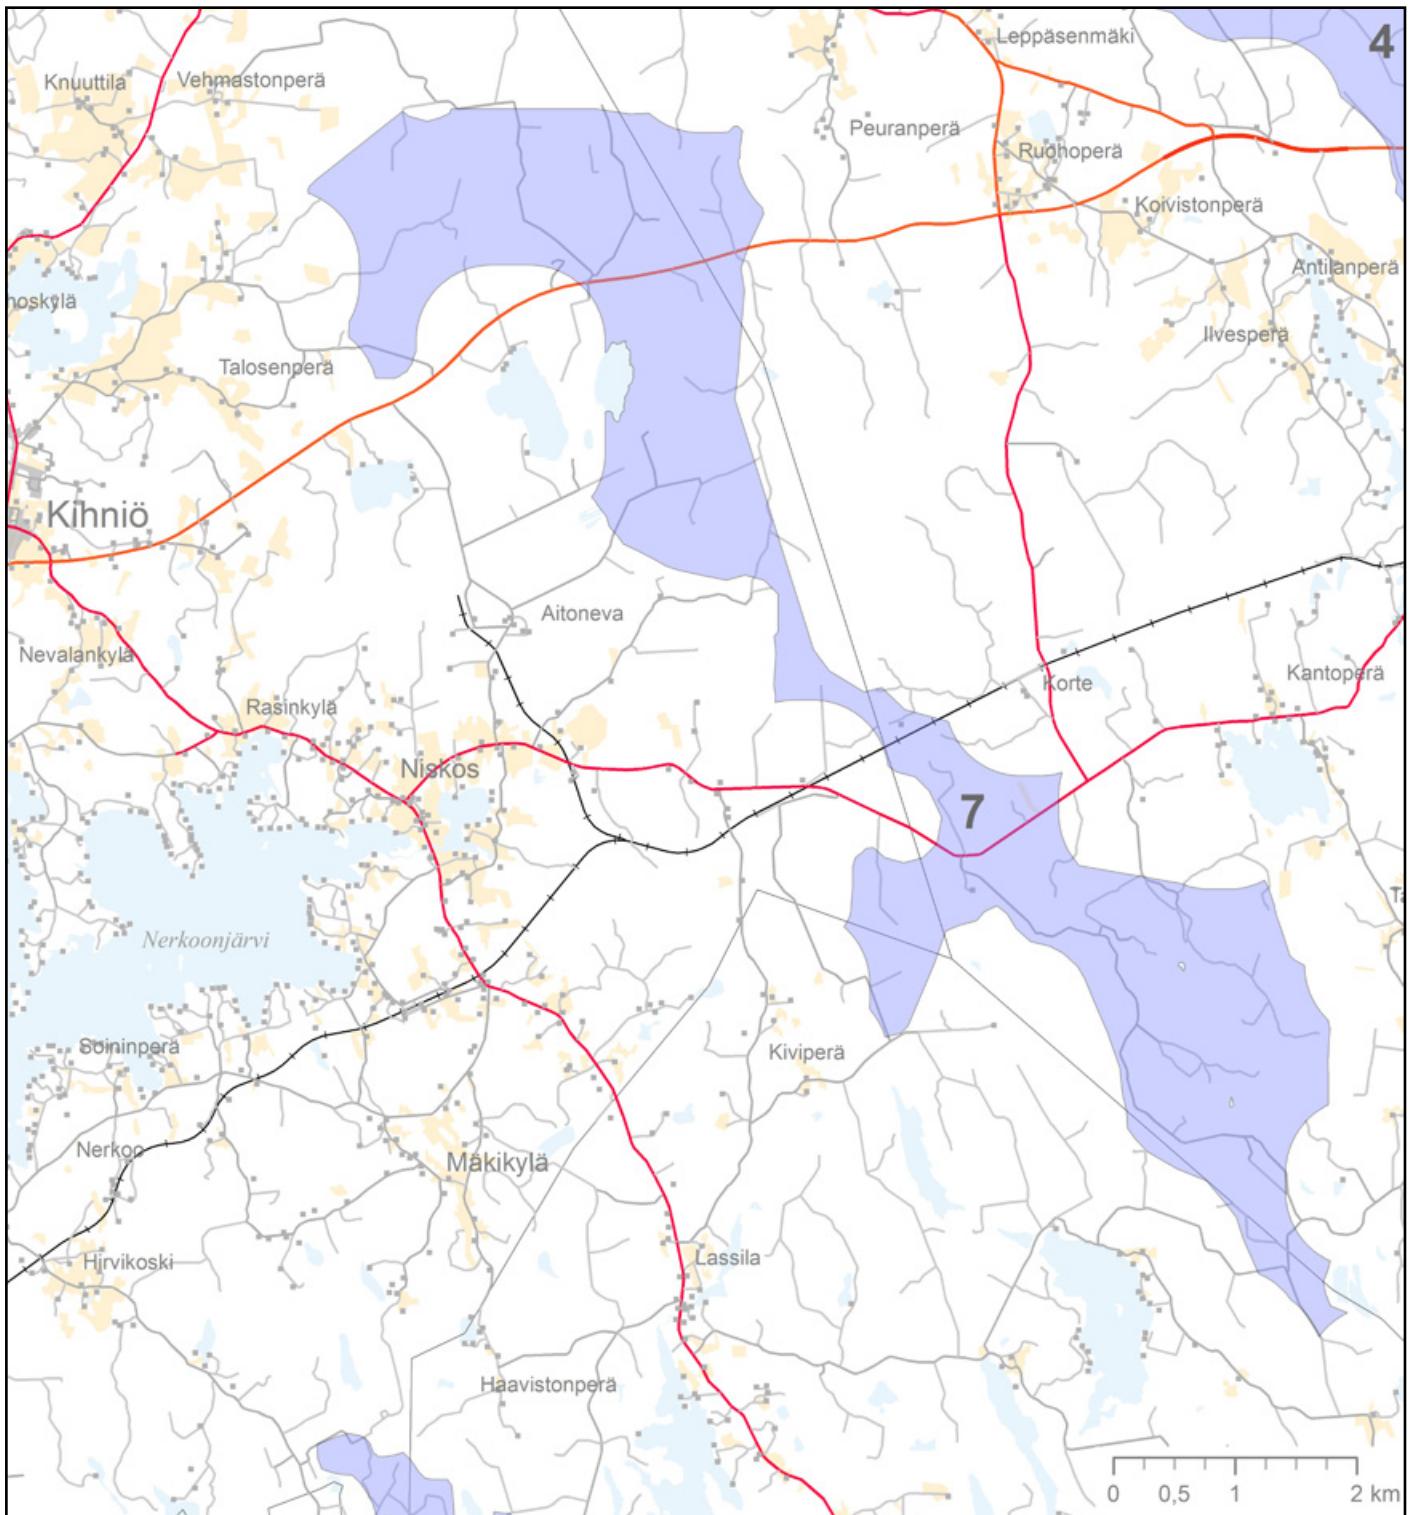 4
Leppäsenmäki
Knuuttila
Vehmastonperä
Peuranperä
Ruohoperä
Koivistonperä
Antilanperä
noskylä
Ilvesperä
Talosenperä
Kihniö
Aitoneva
Nevalankylä
Kantoperä
Korte
Rasinkylä
Niskos
7
Nerkoonjärvi
Soininperä
Kiviperä
Nerkoo
Mäkikylä
Lassila
Hirvikoski
Haavistonperä
0 0,5 1 2 km